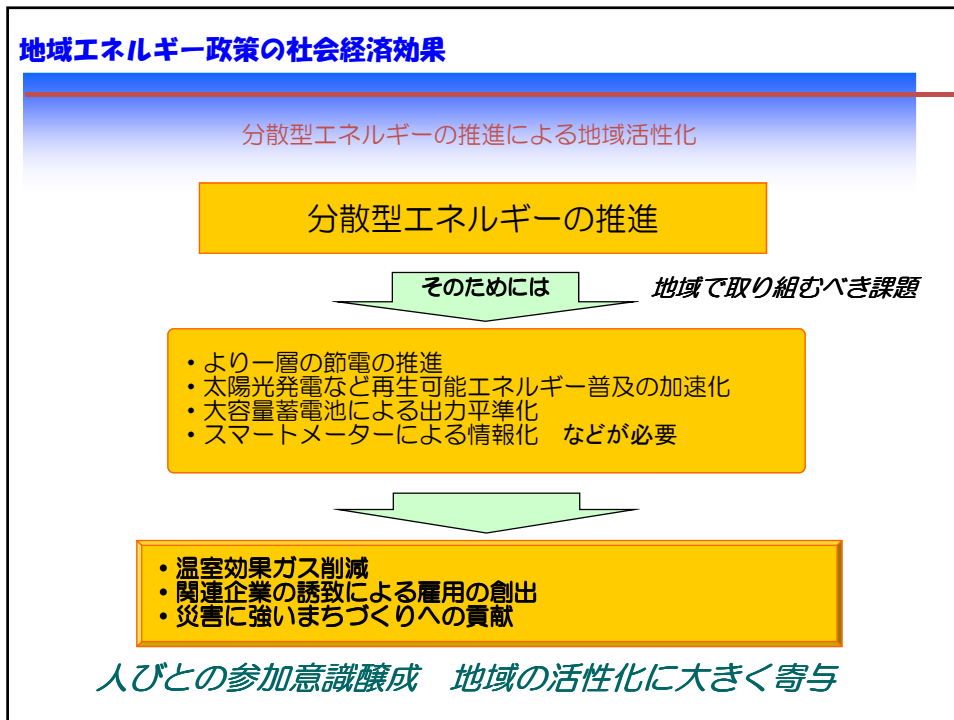 地域エネルギー政策の社会経済効果
分散型エネルギーの推進による地域活性化
分散型エネルギーの推進
そのためには
地域で取り組むべき課題
・より一層の節電の推進
・太陽光発電など再生可能エネルギー普及の加速化
・大容量蓄電池による出力平準化
・スマートメーターによる情報化　などが必要
・温室効果ガス削減
・関連企業の誘致による雇用の創出
・災害に強いまちづくりへの貢献
人びとの参加意識醸成　地域の活性化に大きく寄与